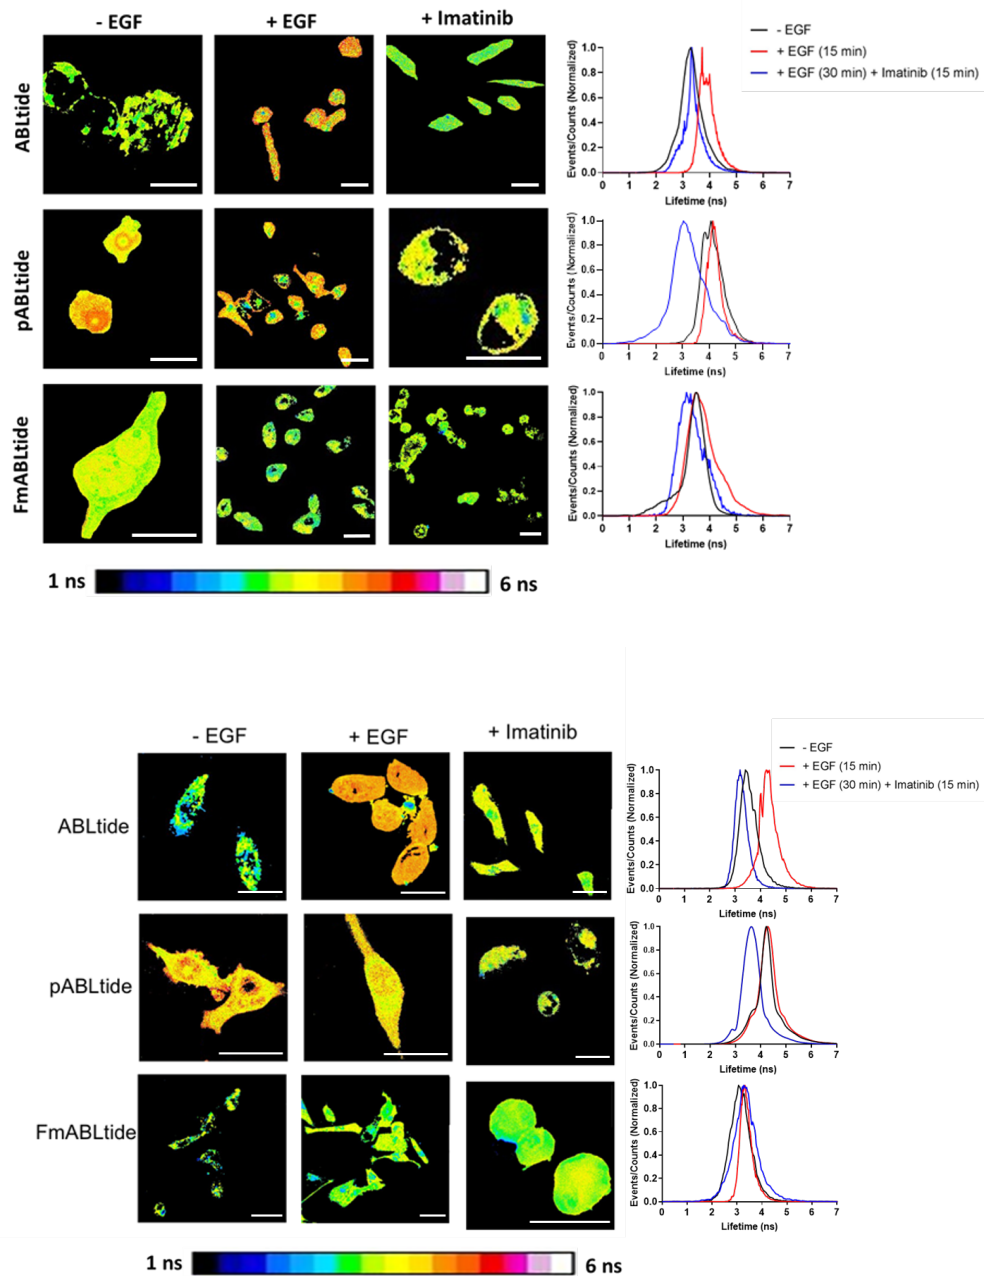 - EGF
+ EGF
+ Imatinib
- EGF
+ EGF (15 min)
+ EGF (30 min) + Imatinib (15 min)
ABLtide
Events/Counts (Normalized)
1.0
0.8
0.6
0.4
0.2
0.0
0 1 2 3 4 5 6 7
Lifetime (ns)
pABLtide
Events/Counts (Normalized)
1.0
0.8
0.6
0.4
0.2
0.0
0 1 2 3 4 5 6 7
Lifetime (ns)
FmABLtide
Events/Counts (Normalized)
1.0
0.8
0.6
0.4
0.2
0.0
0 1 2 3 4 5 6 7
Lifetime (ns)
1 ns
6 ns
- EGF
+ EGF
+ Imatinib
- EGF
+ EGF (15 min)
+ EGF (30 min) + Imatinib (15 min)
ABLtide
Events/Counts (Normalized)
1.0
0.8
0.6
0.4
0.2
0.0
0 1 2 3 4 5 6 7
Lifetime (ns)
pABLtide
Events/Counts (Normalized)
1.0
0.8
0.6
0.4
0.2
0.0
0 1 2 3 4 5 6 7
Lifetime (ns)
FmABLtide
Events/Counts (Normalized)
1.0
0.8
0.6
0.4
0.2
0.0
0 1 2 3 4 5 6 7
Lifetime (ns)
1 ns
6 ns